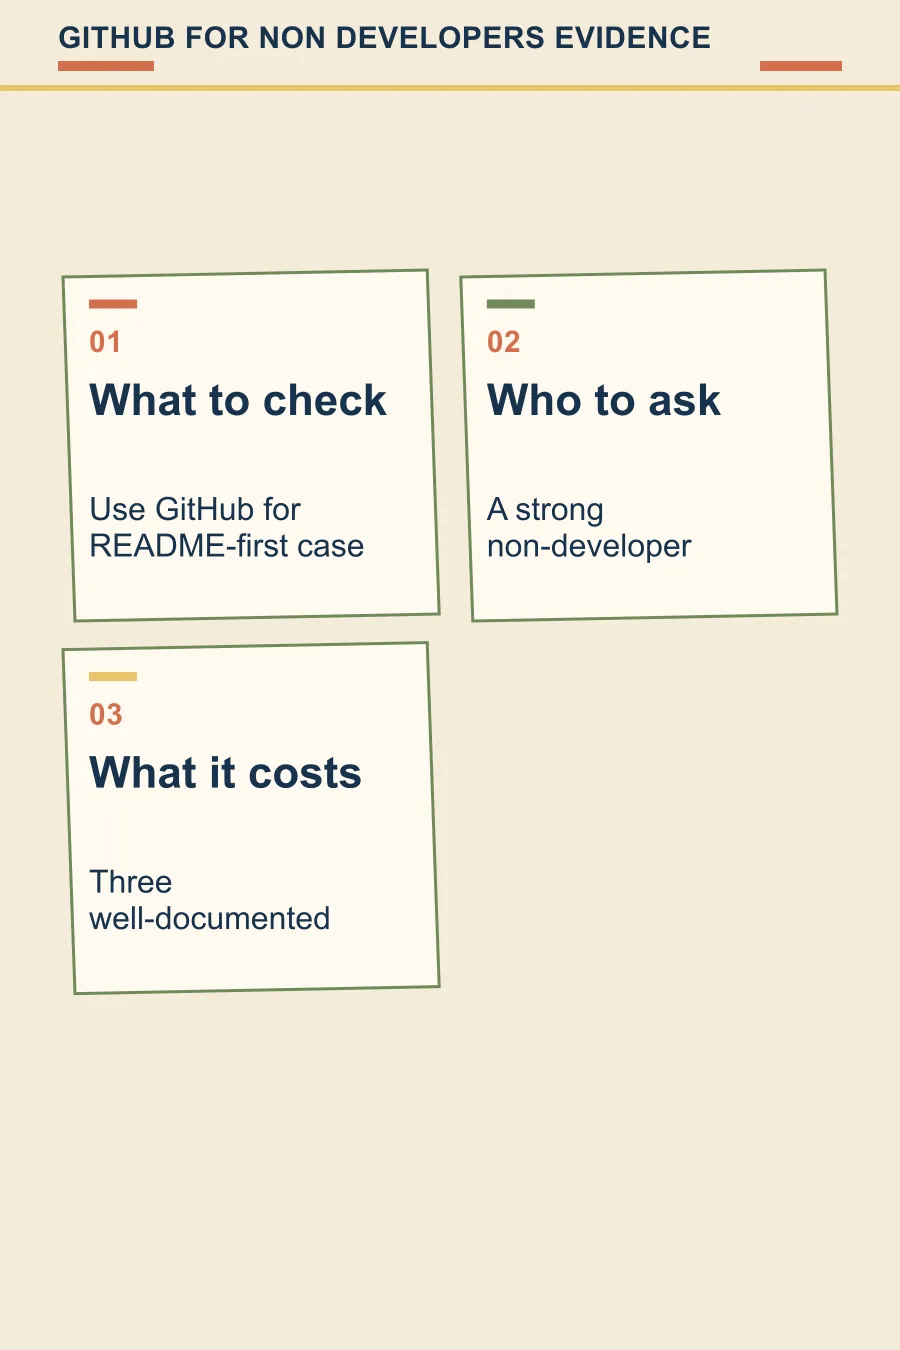 GITHUB FOR NON DEVELOPERS EVIDENCE
01
What to check
Use GitHub for
README-first case
02
Who to ask
A strong
non-developer
03
What it costs
Three
well-documented